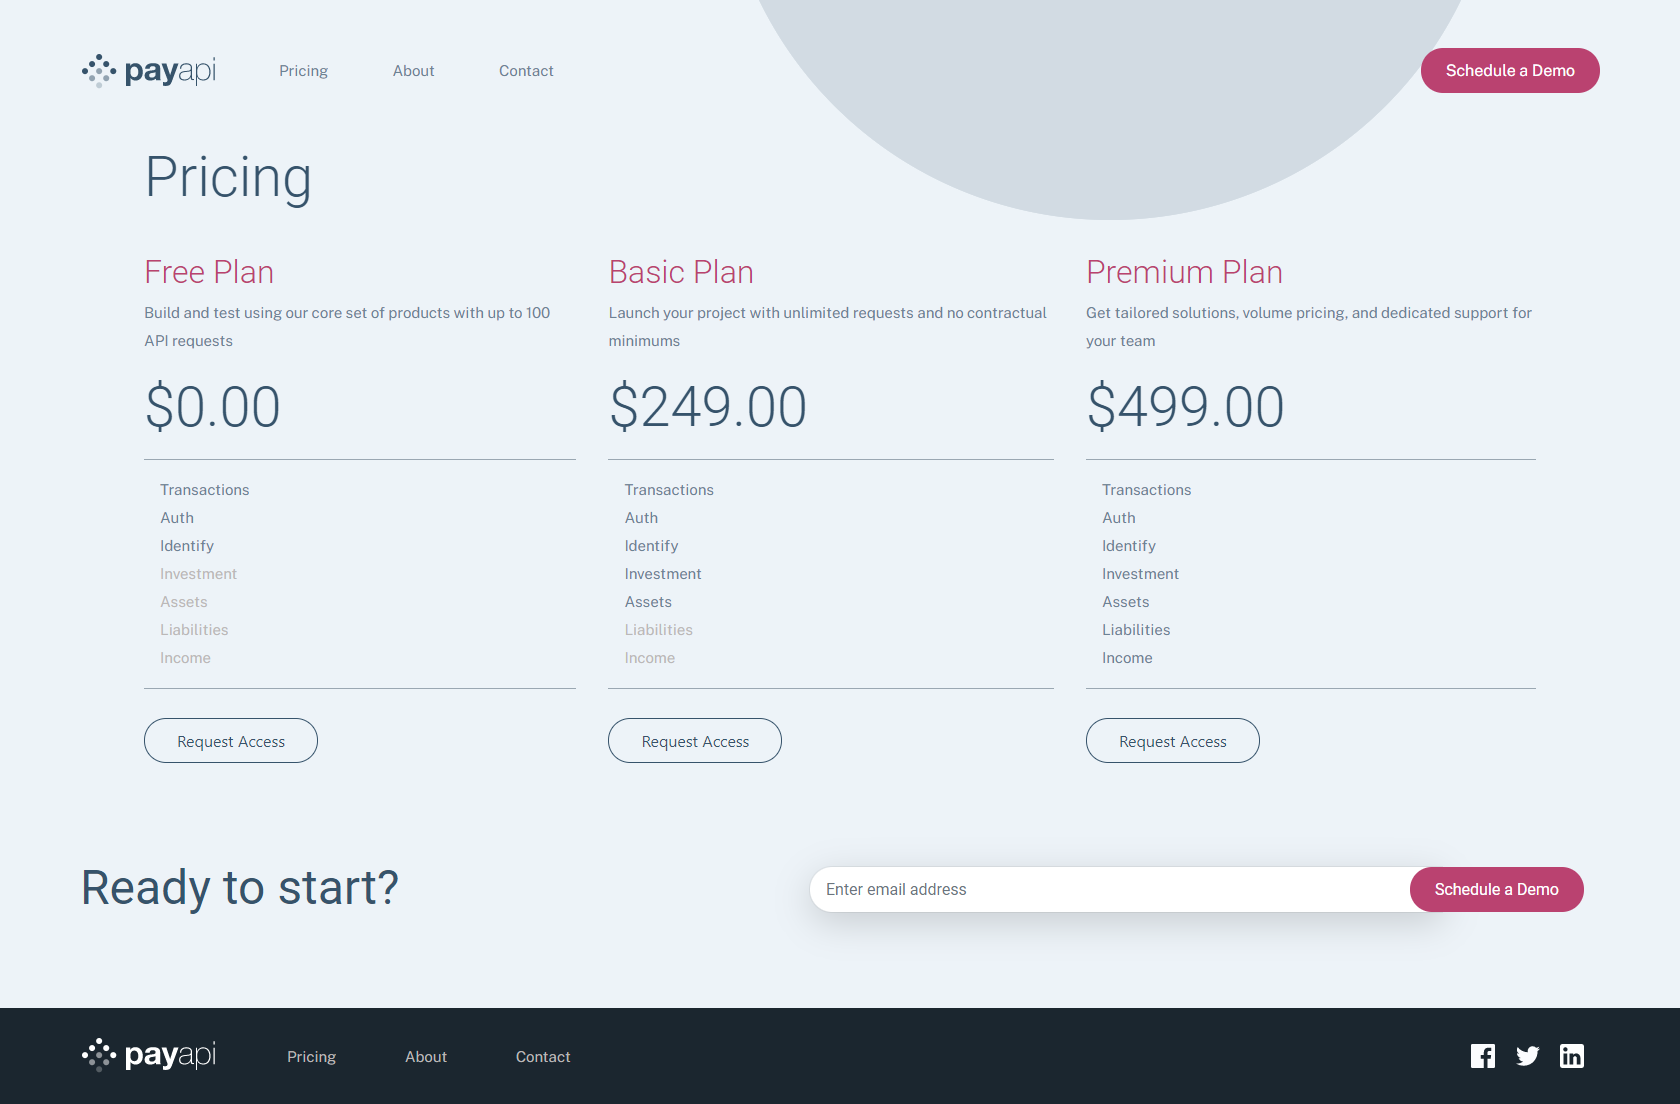 payapi
Pricing
About
Contact
Schedule a Demo
Pricing
Free Plan
Build and test using our core set of products with up to 100
API requests
$0.00
Transactions
Auth
Identify
Investment
Assets
Liabilities
Income
Request Access
Basic Plan
Launch your project with unlimited requests and no contractual
minimums
$249.00
Transactions
Auth
Identify
Investment
Assets
Liabilities
Income
Request Access
Premium Plan
Get tailored solutions, volume pricing, and dedicated support for
your team
$499.00
Transactions
Auth
Identify
Investment
Assets
Liabilities
Income
Request Access
Ready to start?
Enter email address
Schedule a Demo
payapi
Pricing
About
Contact